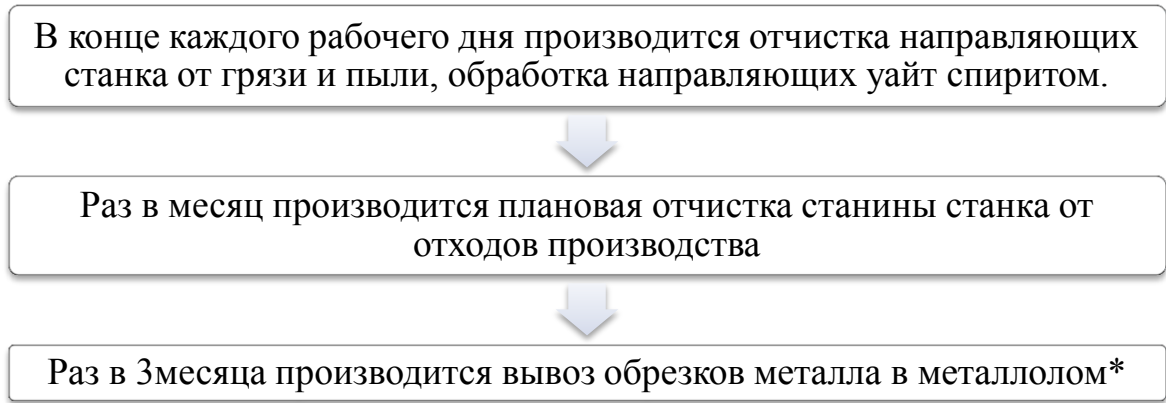 В конце каждого рабочего дня производится отчистка направляющих
станка от грязи и пыли, обработка направляющих уайт спиритом.
Раз в месяц производится плановая отчистка станины станка от
отходов производства
Раз в 3месяца производится вывоз обрезков металла в металлолом*